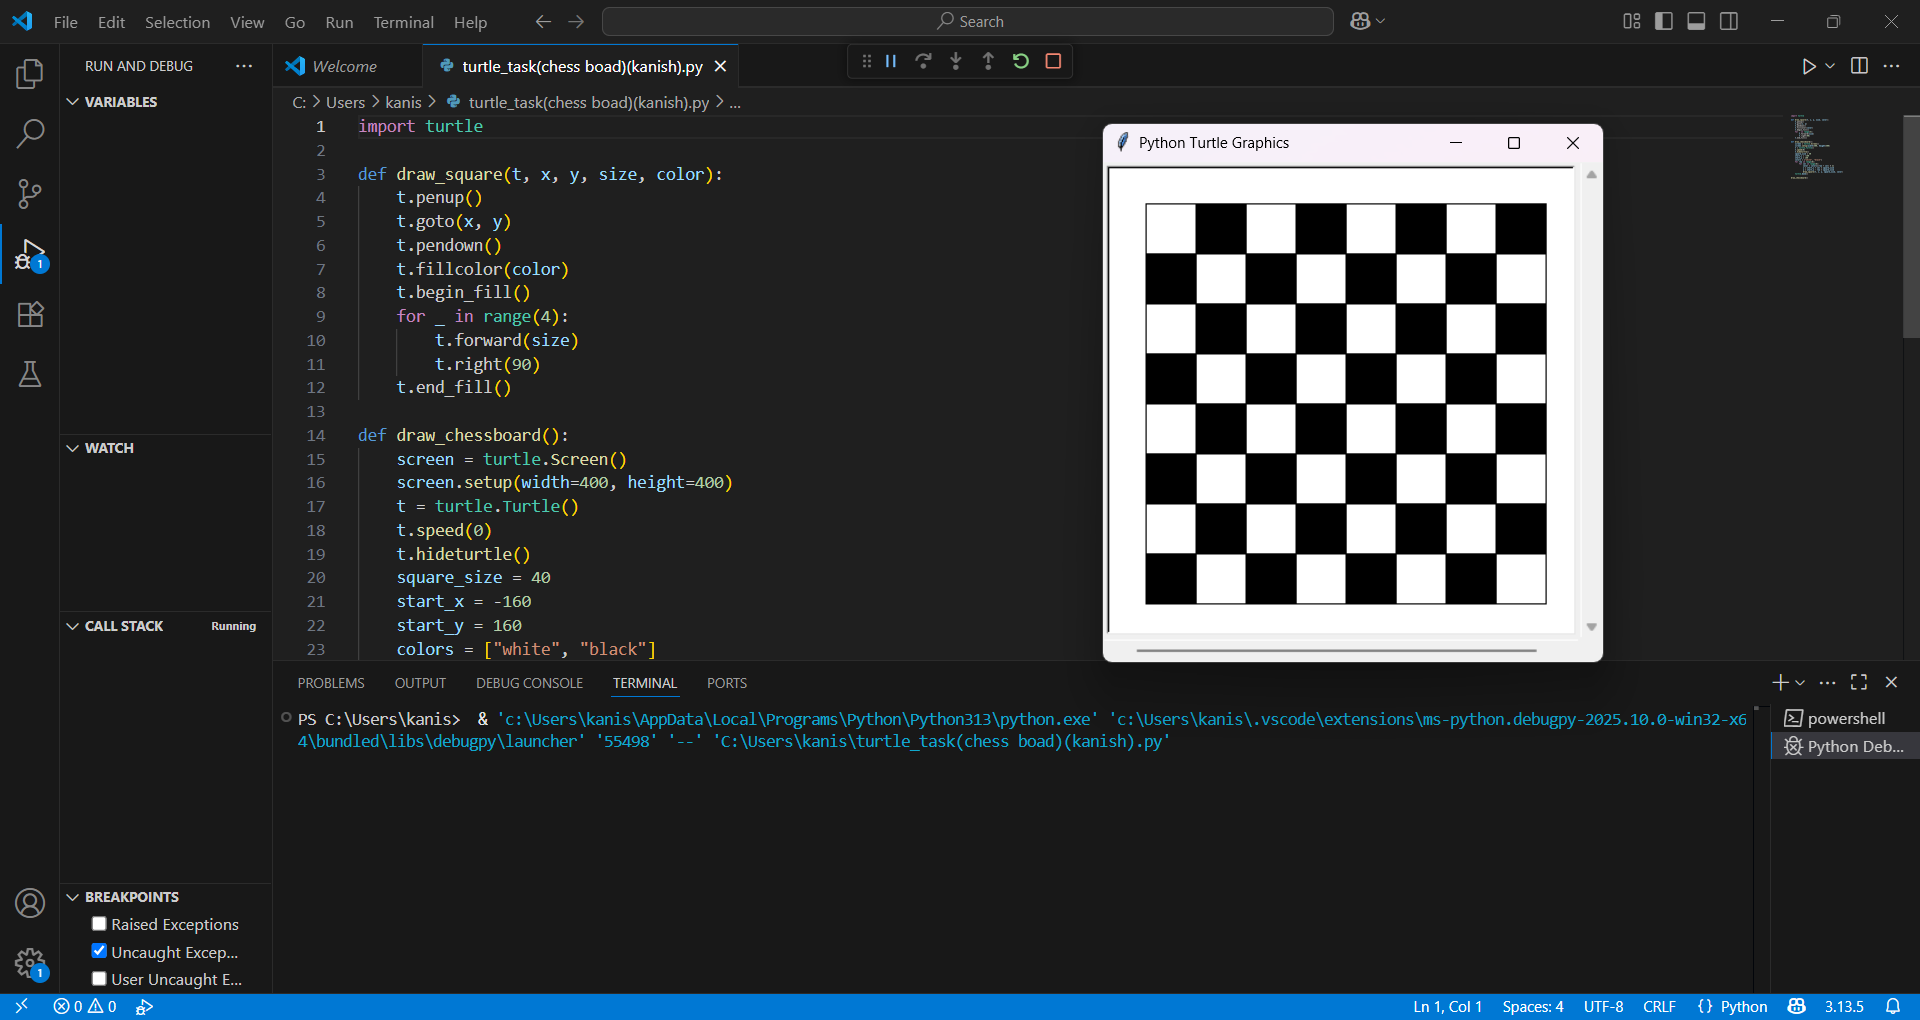 File Edit Selection View Go Run Terminal Help
Search
RUN AND DEBUG
Welcome
turtle_task(chess boad)(kanish).py
VARIABLES
C: > Users > kanis > turtle_task(chess boad)(kanish).py > ...
1 import turtle
2
3 def draw_square(t, x, y, size, color):
4 t.penup()
5 t.goto(x, y)
6 t.pendown()
7 t.fillcolor(color)
8 t.begin_fill()
9 for _ in range(4):
10 t.forward(size)
11 t.right(90)
12 t.end_fill()
13
14 def draw_chessboard():
15 screen = turtle.Screen()
16 screen.setup(width=400, height=400)
17 t = turtle.Turtle()
18 t.speed(0)
19 t.hideturtle()
20 square_size = 40
21 start_x = -160
22 start_y = 160
23 colors = ["white", "black"]
Python Turtle Graphics
WATCH
CALL STACK Running
BREAKPOINTS
Raised Exceptions
Uncaught Excep...
User Uncaught E...
1
1
PROBLEMS OUTPUT DEBUG CONSOLE TERMINAL PORTS
PS C:\Users\kanis> & 'c:\Users\kanis\AppData\Local\Programs\Python\Python313\python.exe' 'c:\Users\kanis\.vscode\extensions\ms-python.debugpy-2025.10.0-win32-x6
4\bundled\libs\debugpy\launcher' '55498' '--' 'C:\Users\kanis\turtle_task(chess boad)(kanish).py'
powershell
Python Deb...
0 0
Ln 1, Col 1 Spaces: 4 UTF-8 CRLF {} Python 3.13.5